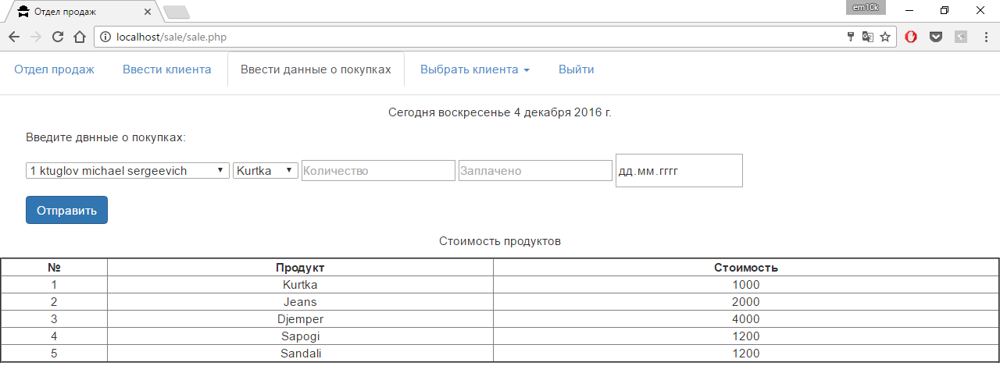 Отдел продаж
em10k
localhost/sale/sale.php
Отдел продаж Ввести клиента Ввести данные о покупках Выбрать клиента Выйти
Сегодня воскресенье 4 декабря 2016 г.
Введите двнные о покупках:
1 ktuglov michael sergeevich Kurtka Количество Заплачено дд.мм.гггг
Отправить
Стоимость продуктов
№ Продукт Стоимость
1 Kurtka 1000
2 Jeans 2000
3 Djemper 4000
4 Sapogi 1200
5 Sandali 1200